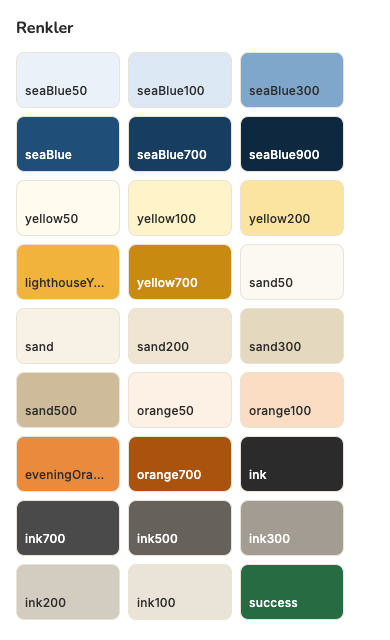 Renkler
seaBlue50 seaBlue100 seaBlue300
seaBlue seaBlue700 seaBlue900
yellow50 yellow100 yellow200
lighthouseY... yellow700 sand50
sand sand200 sand300
sand500 orange50 orange100
eveningOra... orange700 ink
ink700 ink500 ink300
ink200 ink100 success